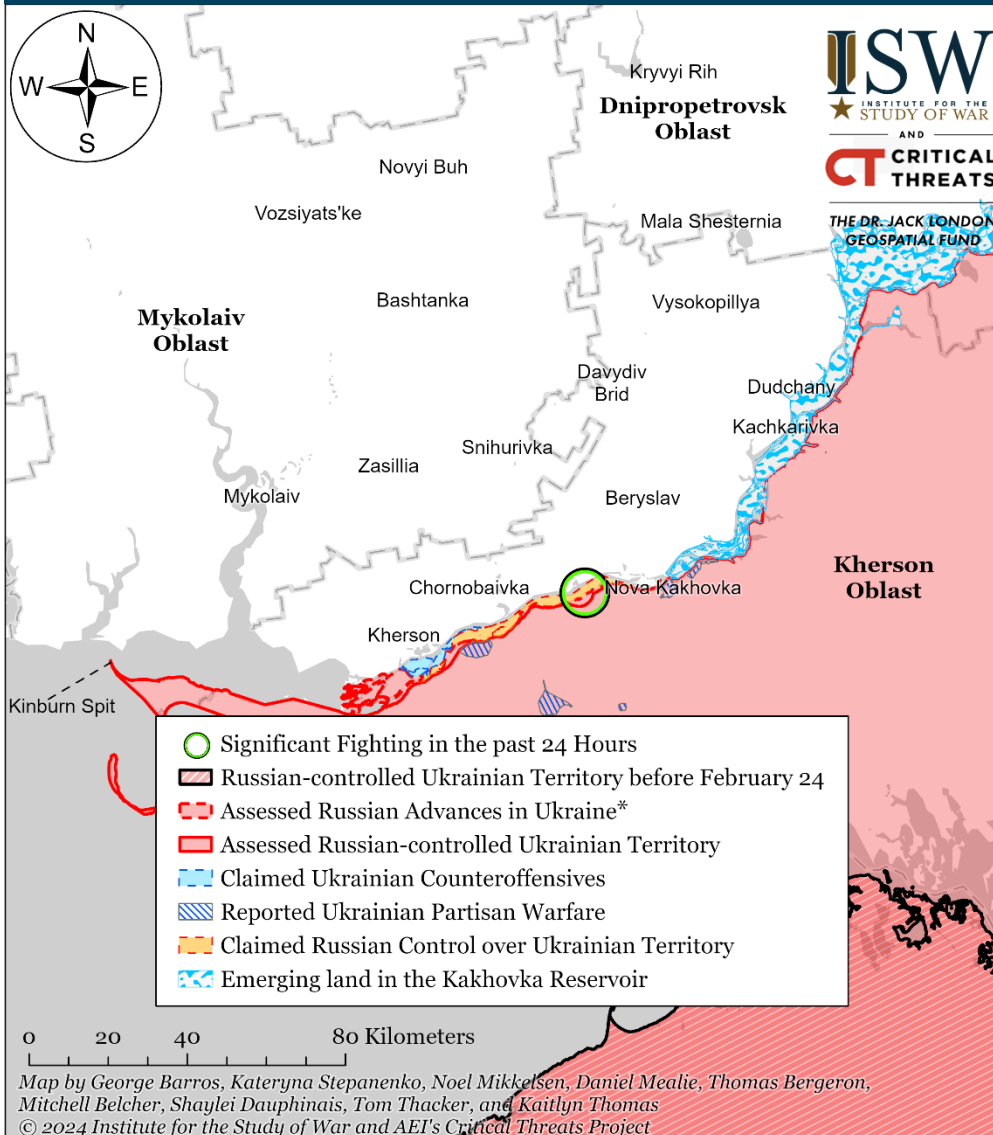 N
W E
S
ISW
INSTITUTE FOR THE
STUDY OF WAR
AND
CT CRITICAL
THREATS
THE DR. JACK LONDON
GEOSPATIAL FUND
Kryvyi Rih
Dnipropetrovsk
Oblast
Novyi Buh
Vozsiyats'ke
Mala Shesternia
Bashtanka
Vysokopillya
Mykolaiv
Oblast
Davydiv
Brid
Dudchany
Kachkarivka
Snihurivka
Zasillia
Mykolaiv
Beryslav
Kherson
Oblast
Chornobaivka
Nova Kakhovka
Kherson
Kinburn Spit
Significant Fighting in the past 24 Hours
Russian-controlled Ukrainian Territory before February 24
Assessed Russian Advances in Ukraine*
Assessed Russian-controlled Ukrainian Territory
Claimed Ukrainian Counteroffensives
Reported Ukrainian Partisan Warfare
Claimed Russian Control over Ukrainian Territory
Emerging land in the Kakhovka Reservoir
0 20 40 80 Kilometers
Map by George Barros, Kateryna Stepanenko, Noel Mikkelsen, Daniel Mealie, Thomas Bergeron,
Mitchell Belcher, Shaylei Dauphinais, Tom Thacker, and Kaitlyn Thomas
© 2024 Institute for the Study of War and AEI's Critical Threats Project